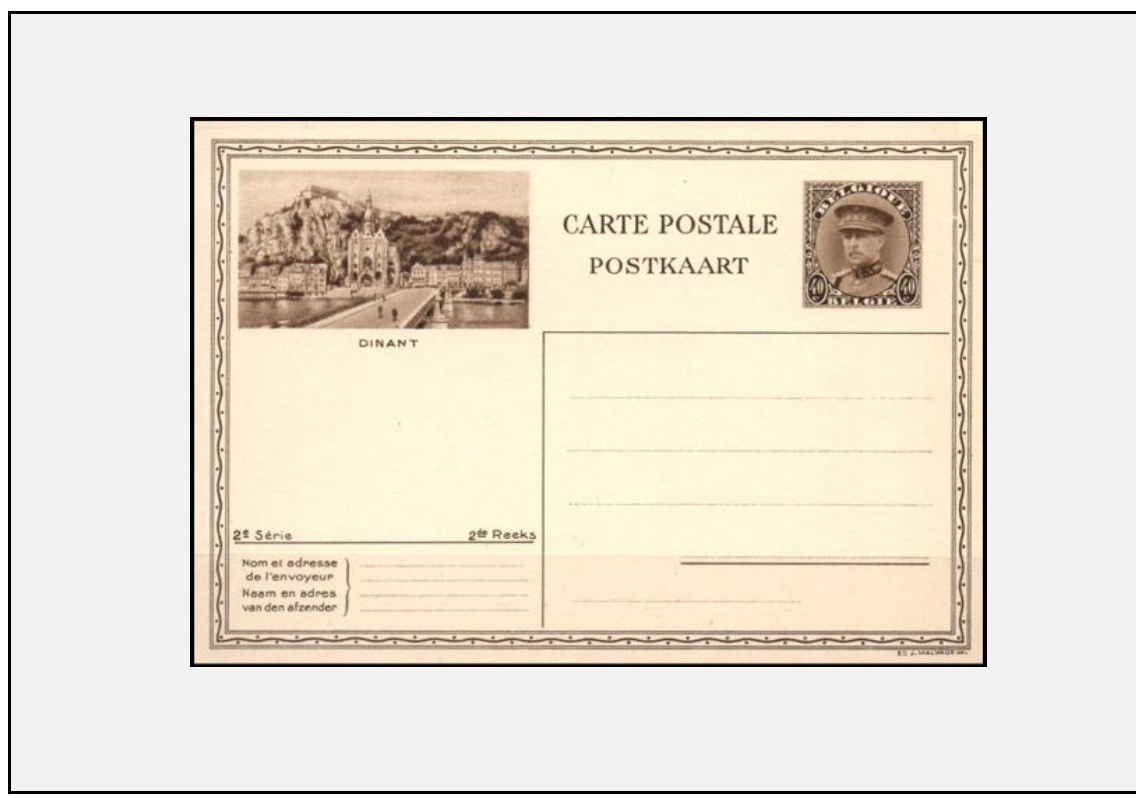 CARTE POSTALE
POSTKAART
BELGIQUE
40 40
BELGIE
DINANT
2e Série 2de Reeks
Nom et adresse
de l'envoyeur
Naam en adres
van den afzender